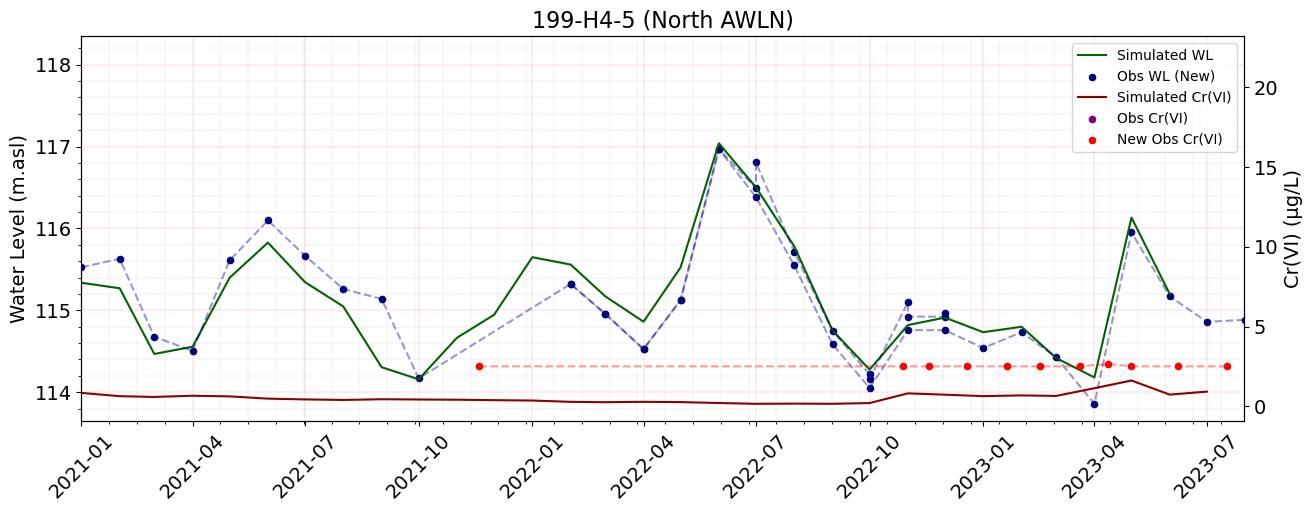 199-H4-5 (North AWLN)
Water Level (m.asl)
118
117
116
115
114
Simulated WL
Obs WL (New)
Simulated Cr(VI)
Obs Cr(VI)
New Obs Cr(VI)
20
15
10
5
0
Cr(VI) (μg/L)
2021-01
2021-04
2021-07
2021-10
2022-01
2022-04
2022-07
2022-10
2023-01
2023-04
2023-07